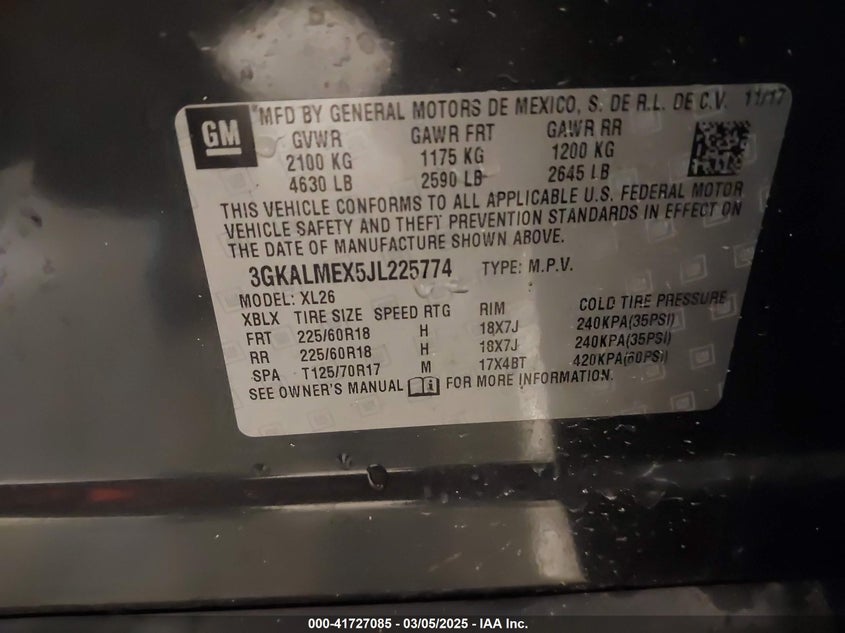 GM
MFD BY GENERAL MOTORS DE MEXICO, S. DE R.L. DE C.V. 11/17
GVWR GAWR FRT GAWR RR
2100 KG 1175 KG 1200 KG
4630 LB 2590 LB 2645 LB
THIS VEHICLE CONFORMS TO ALL APPLICABLE U.S. FEDERAL MOTOR
VEHICLE SAFETY AND THEFT PREVENTION STANDARDS IN EFFECT ON
THE DATE OF MANUFACTURE SHOWN ABOVE.
3GKALMEX5JL225774 TYPE: M.P.V.
MODEL: XL26
XBLX TIRE SIZE SPEED RTG RIM COLD TIRE PRESSURE
FRT 225/60R18 H 18X7J 240KPA(35PSI)
RR 225/60R18 H 18X7J 240KPA(35PSI)
SPA T125/70R17 M 17X4BT 420KPA(60PSI)
SEE OWNER'S MANUAL FOR MORE INFORMATION.
000-41727085 - 03/05/2025 - IAA Inc.